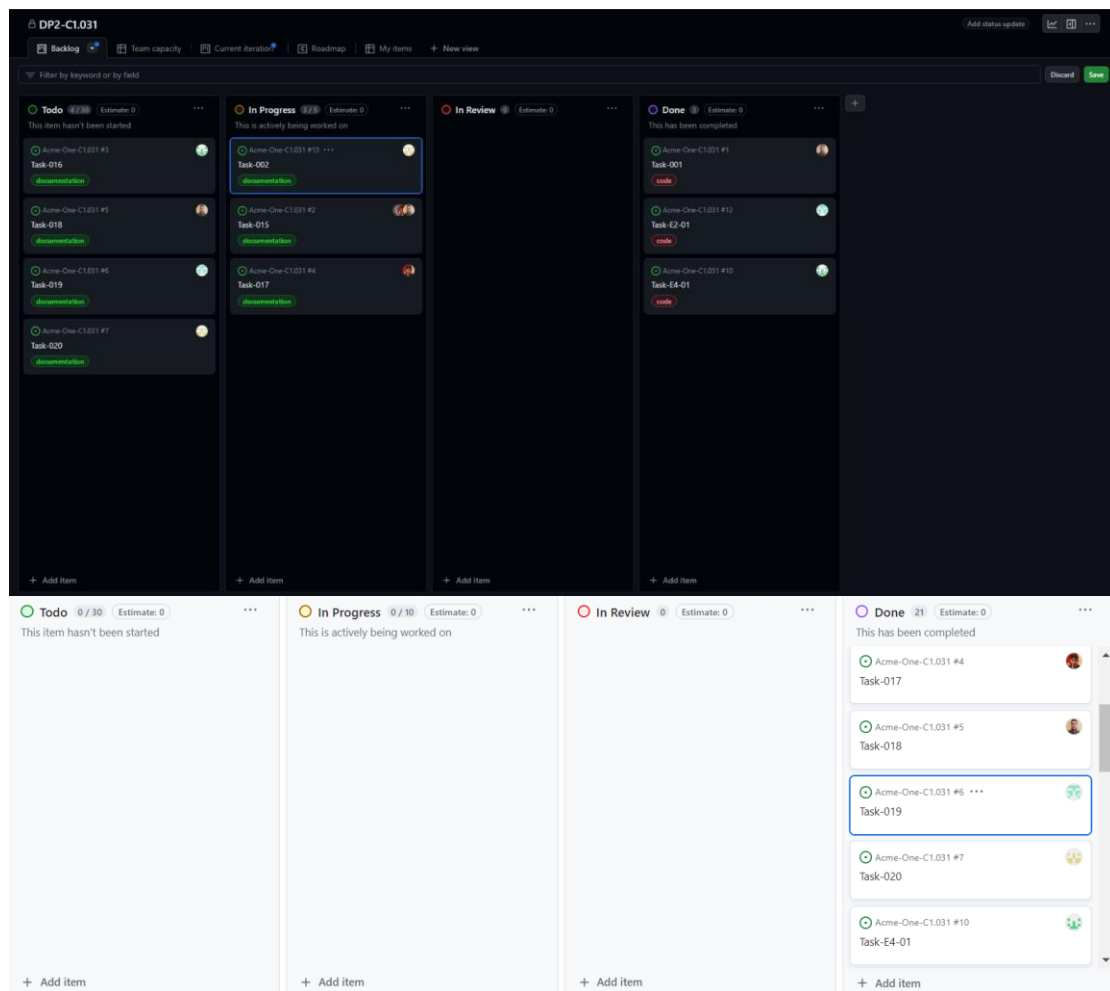 DP2-C1.031
Add status update
Backlog
Team capacity
Current iteration
Roadmap
My items
+ New view
Filter by keyword or by field
Discard
Save
Todo 4/30 Estimate: 0
This item hasn't been started
Acme-One-C1.031 #3
Task-016
documentation
Acme-One-C1.031 #5
Task-018
documentation
Acme-One-C1.031 #6
Task-019
documentation
Acme-One-C1.031 #7
Task-020
documentation
+ Add item
In Progress 3/5 Estimate: 0
This is actively being worked on
Acme-One-C1.031 #13 ...
Task-002
documentation
Acme-One-C1.031 #2
Task-015
documentation
Acme-One-C1.031 #4
Task-017
documentation
+ Add item
In Review 0 Estimate: 0
+ Add item
Done 3 Estimate: 0
This has been completed
Acme-One-C1.031 #1
Task-001
code
Acme-One-C1.031 #12
Task-E2-01
code
Acme-One-C1.031 #10
Task-E4-01
code
+ Add item
Todo 0/30 Estimate: 0
This item hasn't been started
+ Add item
In Progress 0/10 Estimate: 0
This is actively being worked on
+ Add item
In Review 0 Estimate: 0
+ Add item
Done 21 Estimate: 0
This has been completed
Acme-One-C1.031 #4
Task-017
Acme-One-C1.031 #5
Task-018
Acme-One-C1.031 #6 ...
Task-019
Acme-One-C1.031 #7
Task-020
Acme-One-C1.031 #10
Task-E4-01
+ Add item